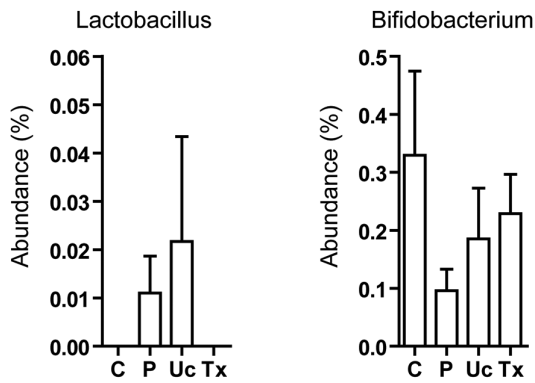 Lactobacillus
Abundance (%)
0.06
0.05
0.04
0.03
0.02
0.01
0.00
C P Uc Tx
Bifidobacterium
Abundance (%)
0.5
0.4
0.3
0.2
0.1
0.0
C P Uc Tx